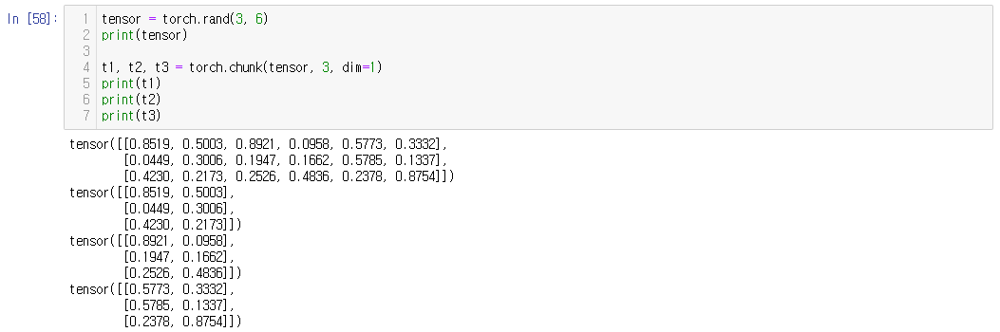 In [58]:
1 tensor = torch.rand(3, 6)
2 print(tensor)
3
4 t1, t2, t3 = torch.chunk(tensor, 3, dim=1)
5 print(t1)
6 print(t2)
7 print(t3)
tensor([[0.8519, 0.5003, 0.8921, 0.0958, 0.5773, 0.3332],
[0.0449, 0.3006, 0.1947, 0.1662, 0.5785, 0.1337],
[0.4230, 0.2173, 0.2526, 0.4836, 0.2378, 0.8754]])
tensor([[0.8519, 0.5003],
[0.0449, 0.3006],
[0.4230, 0.2173]])
tensor([[0.8921, 0.0958],
[0.1947, 0.1662],
[0.2526, 0.4836]])
tensor([[0.5773, 0.3332],
[0.5785, 0.1337],
[0.2378, 0.8754]])